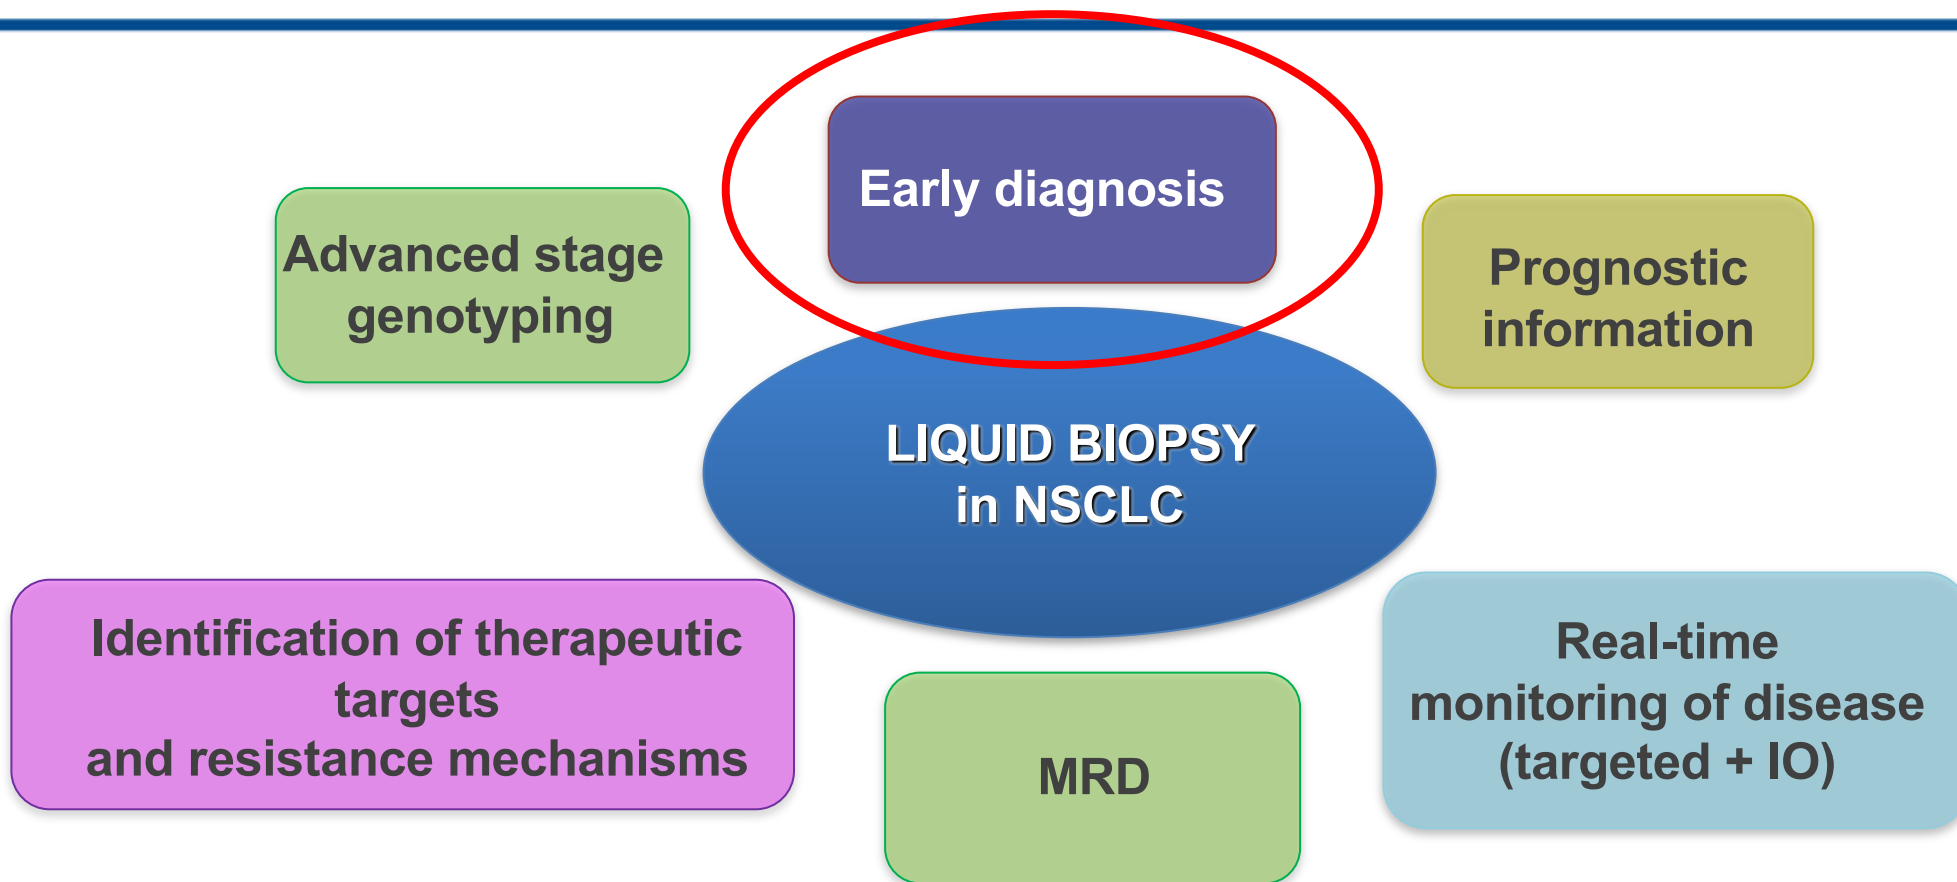 Early diagnosis
Advanced stage
genotyping
Prognostic
information
LIQUID BIOPSY
in NSCLC
Identification of therapeutic
targets
and resistance mechanisms
MRD
Real-time
monitoring of disease
(targeted + IO)